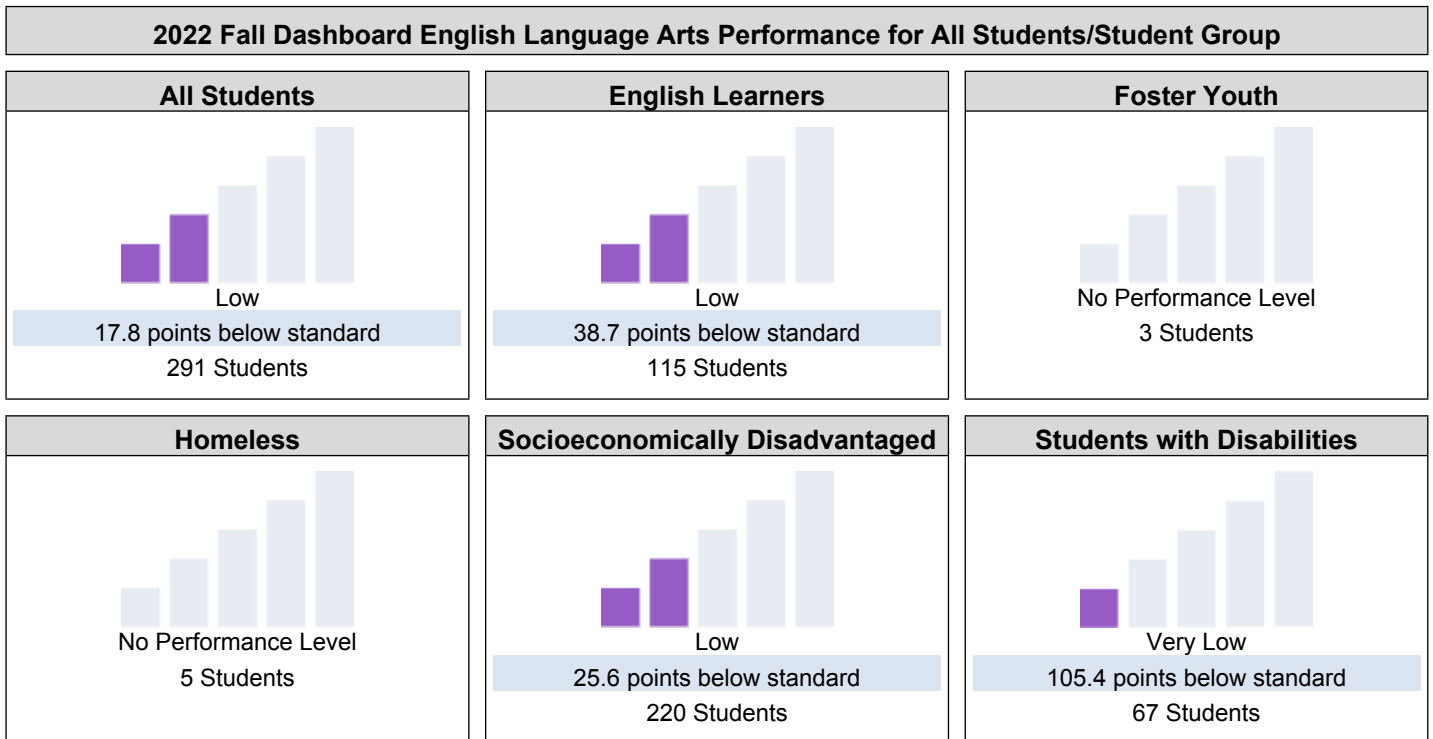 2022 Fall Dashboard English Language Arts Performance for All Students/Student Group
All Students
Low
17.8 points below standard
291 Students
English Learners
Low
38.7 points below standard
115 Students
Foster Youth
No Performance Level
3 Students
Homeless
No Performance Level
5 Students
Socioeconomically Disadvantaged
Low
25.6 points below standard
220 Students
Students with Disabilities
Very Low
105.4 points below standard
67 Students